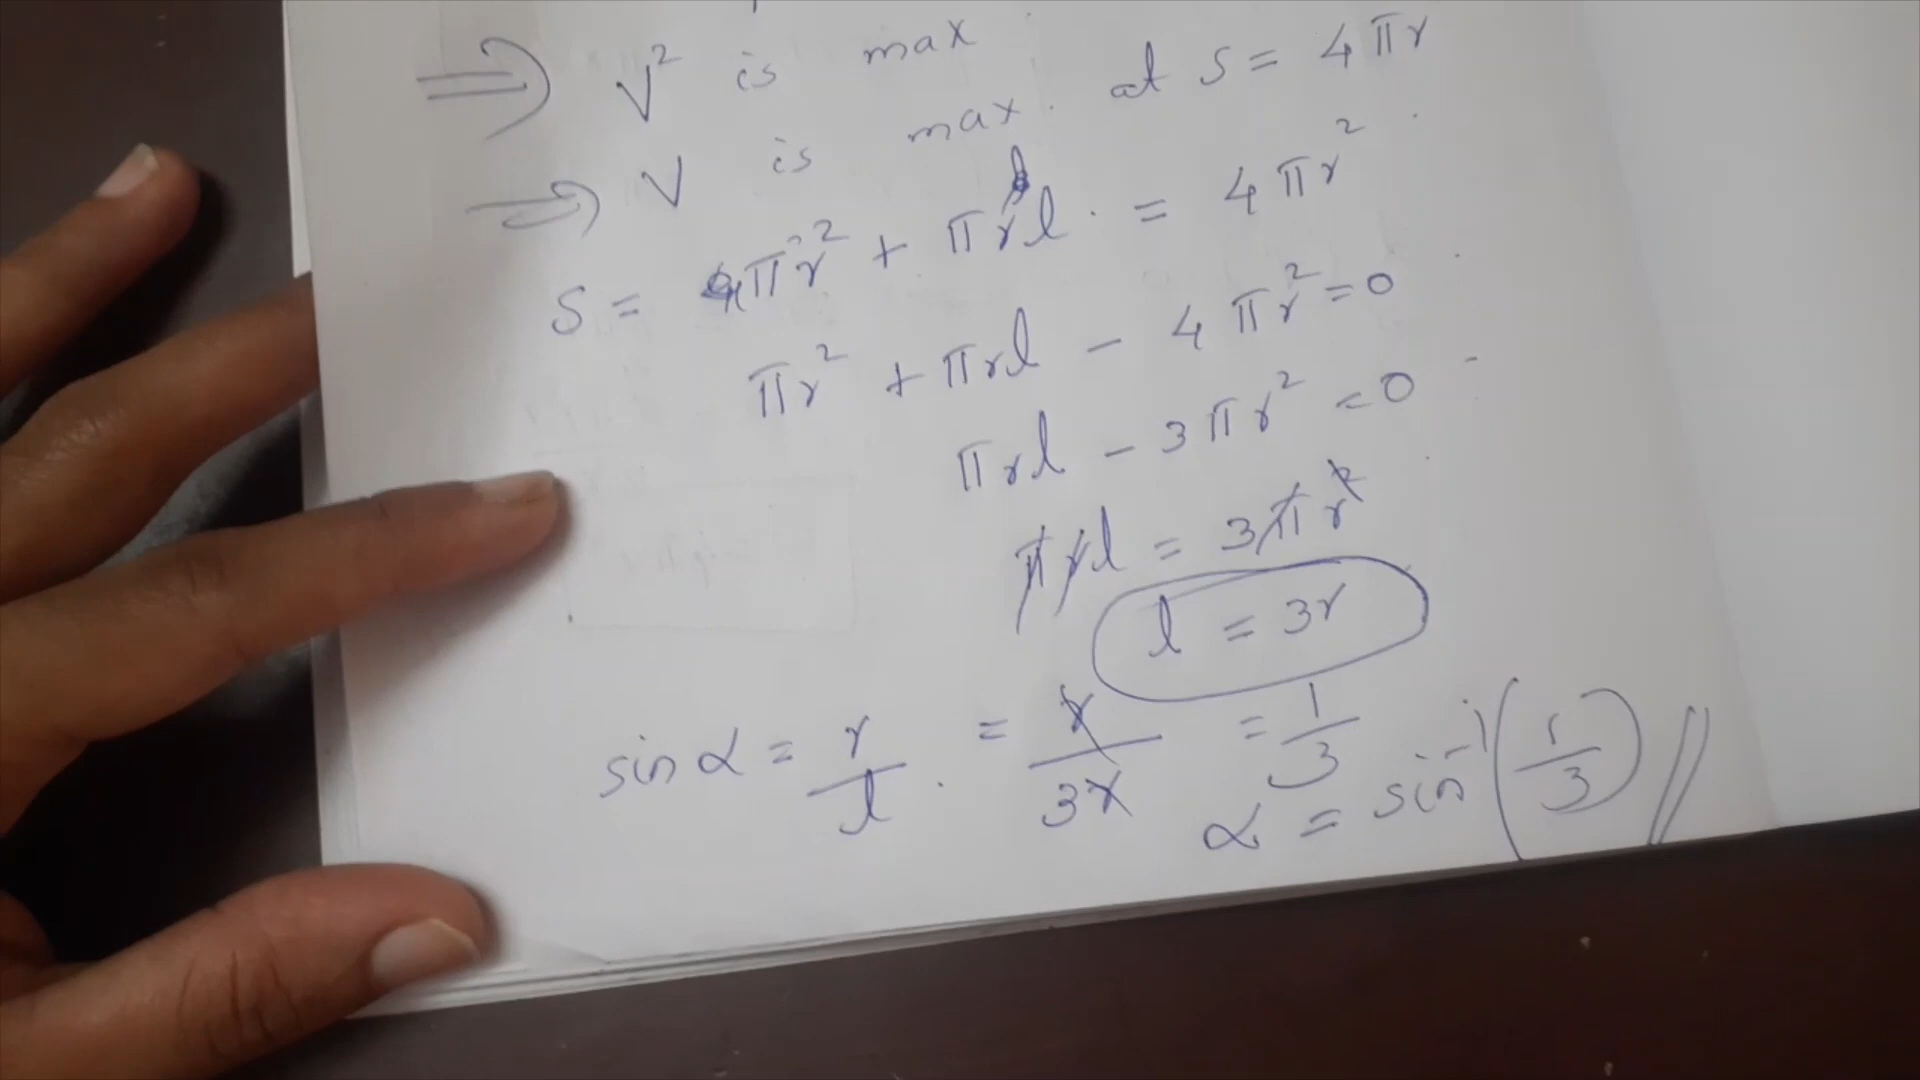 ⇒ V² is max
⇒ V is max. at S = 4πr
S = πr² + πrl = 4πr²
πr² + πrl - 4πr² = 0
πrl - 3πr² = 0
πrl = 3πr²
l = 3r
sin α = r/l = r/3r = 1/3
α = sin⁻¹(1/3)